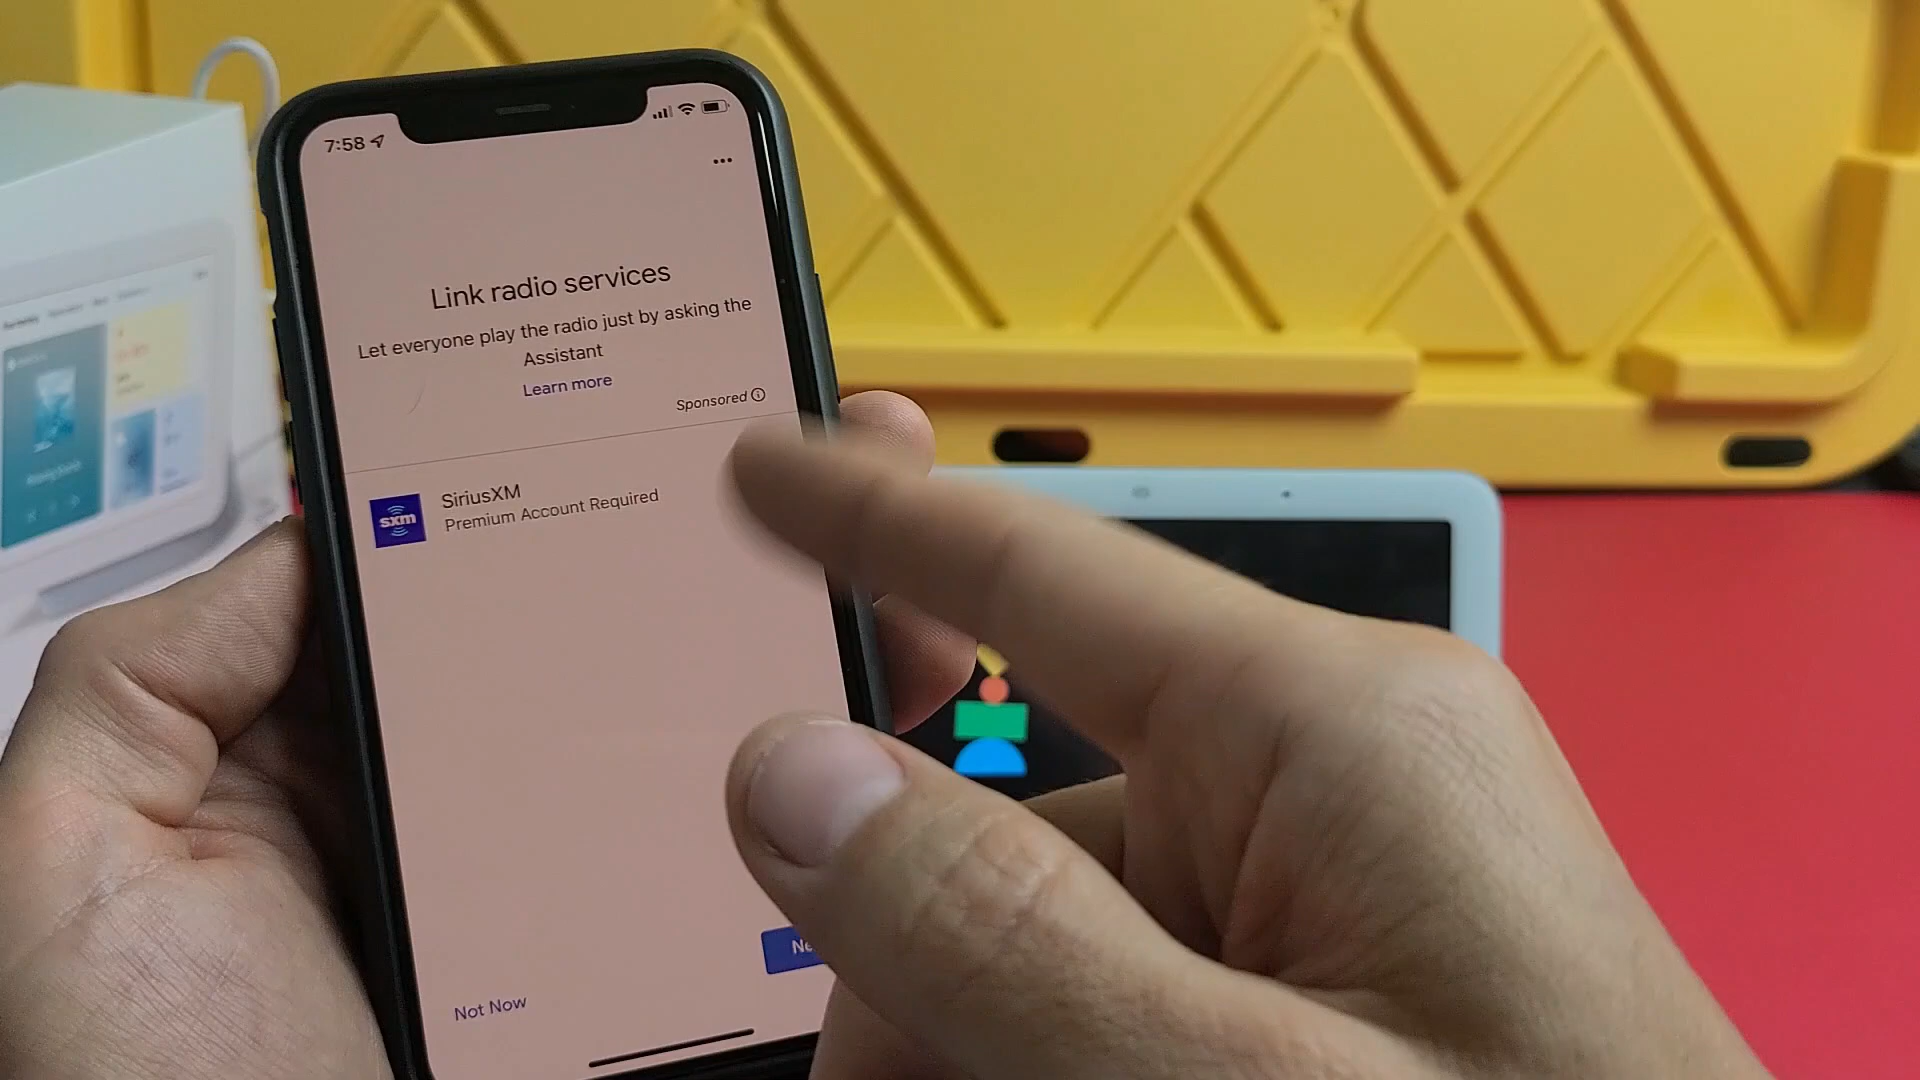 7:58
Link radio services
Let everyone play the radio just by asking the
Assistant
Learn more
Sponsored
sxm
SiriusXM
Premium Account Required
Not Now